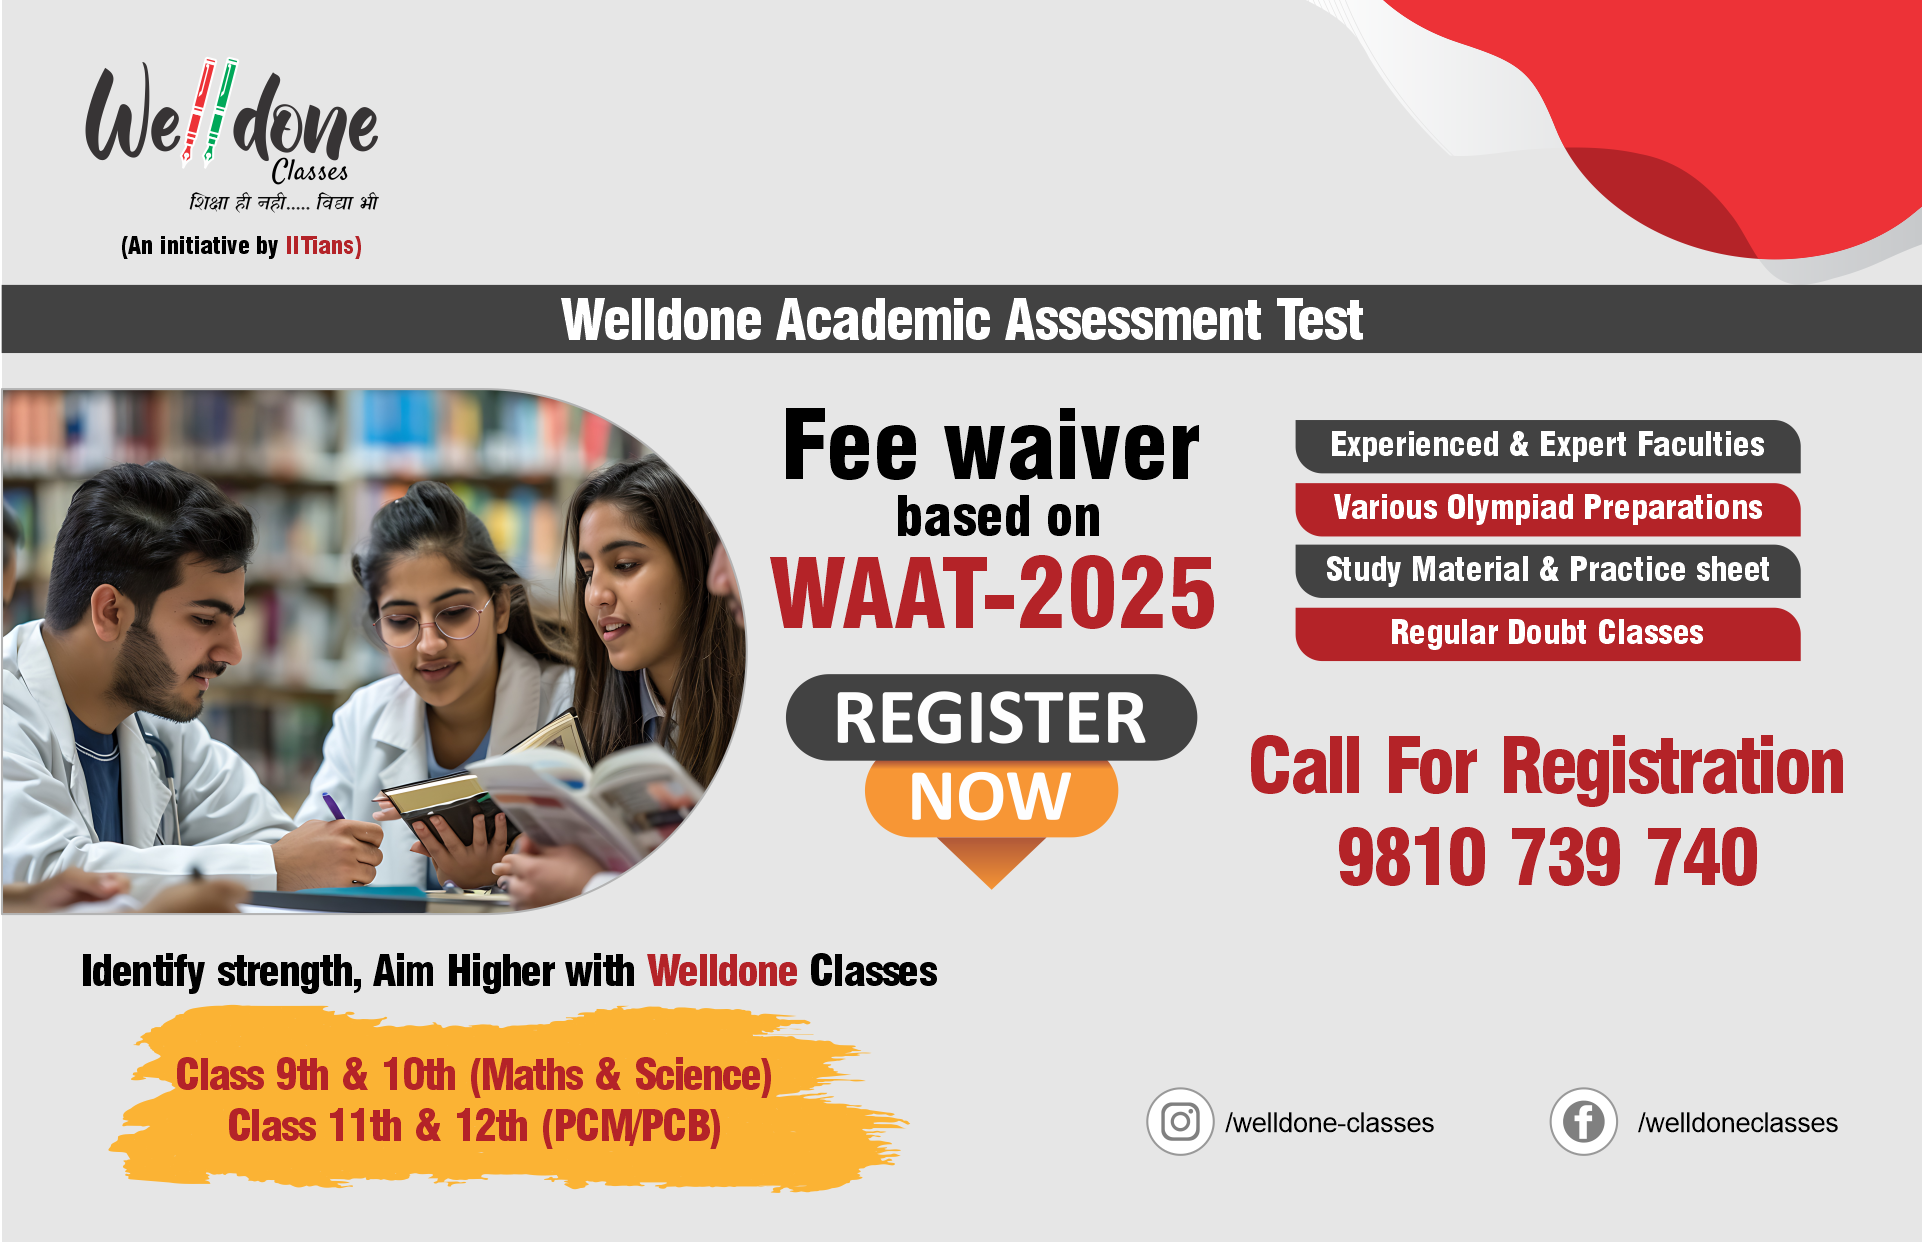 Welldone
Classes
शिक्षा ही नही..... विद्या भी
(An initiative by IITians)
Welldone Academic Assessment Test
Fee waiver
based on
WAAT-2025
REGISTER
NOW
Experienced & Expert Faculties
Various Olympiad Preparations
Study Material & Practice sheet
Regular Doubt Classes
Call For Registration
9810 739 740
Identify strength, Aim Higher with Welldone Classes
Class 9th & 10th (Maths & Science)
Class 11th & 12th (PCM/PCB)
/welldone-classes
/welldoneclasses